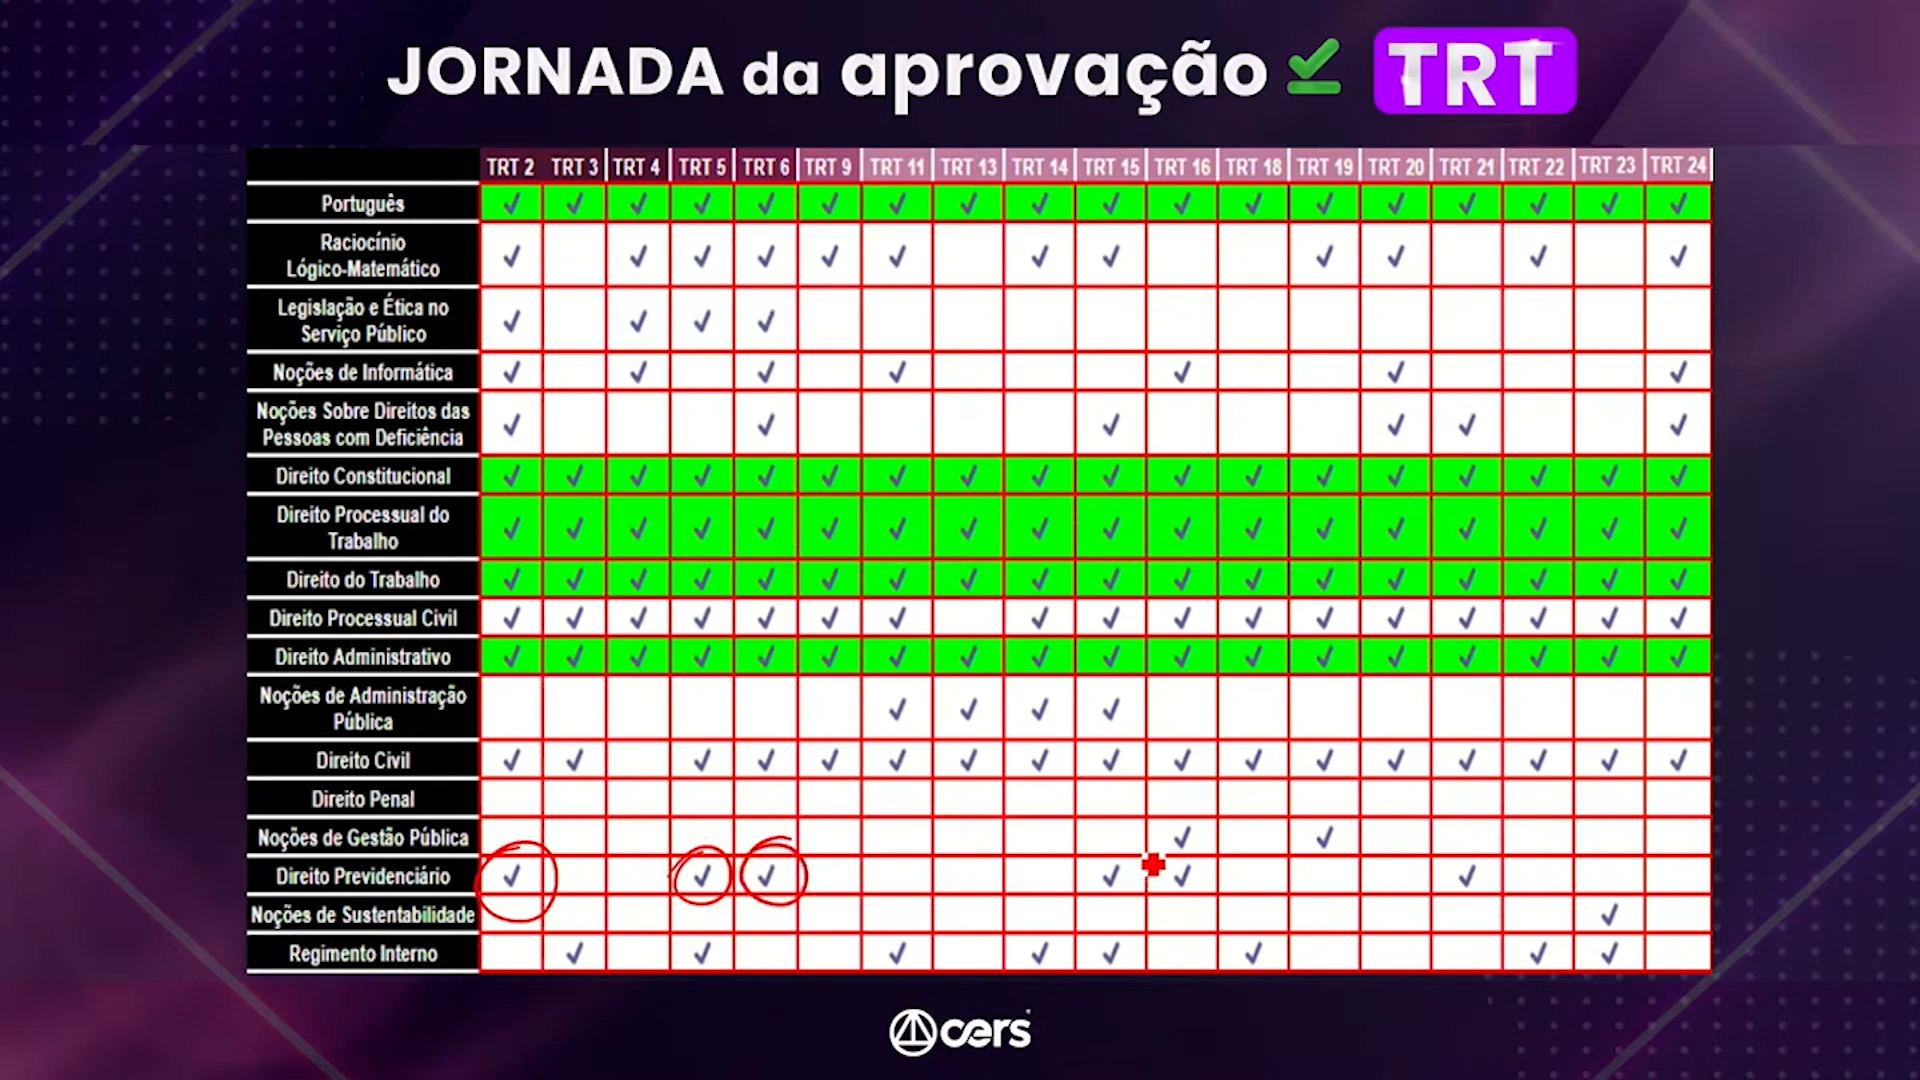 JORNADA da aprovação TRT
TRT 2 TRT 3 TRT 4 TRT 5 TRT 6 TRT 9 TRT 11 TRT 13 TRT 14 TRT 15 TRT 16 TRT 18 TRT 19 TRT 20 TRT 21 TRT 22 TRT 23 TRT 24
Português
Raciocínio
Lógico-Matemático
Legislação e Ética no
Serviço Público
Noções de Informática
Noções Sobre Direitos das
Pessoas com Deficiência
Direito Constitucional
Direito Processual do
Trabalho
Direito do Trabalho
Direito Processual Civil
Direito Administrativo
Noções de Administração
Pública
Direito Civil
Direito Penal
Noções de Gestão Pública
Direito Previdenciário
Noções de Sustentabilidade
Regimento Interno
cers